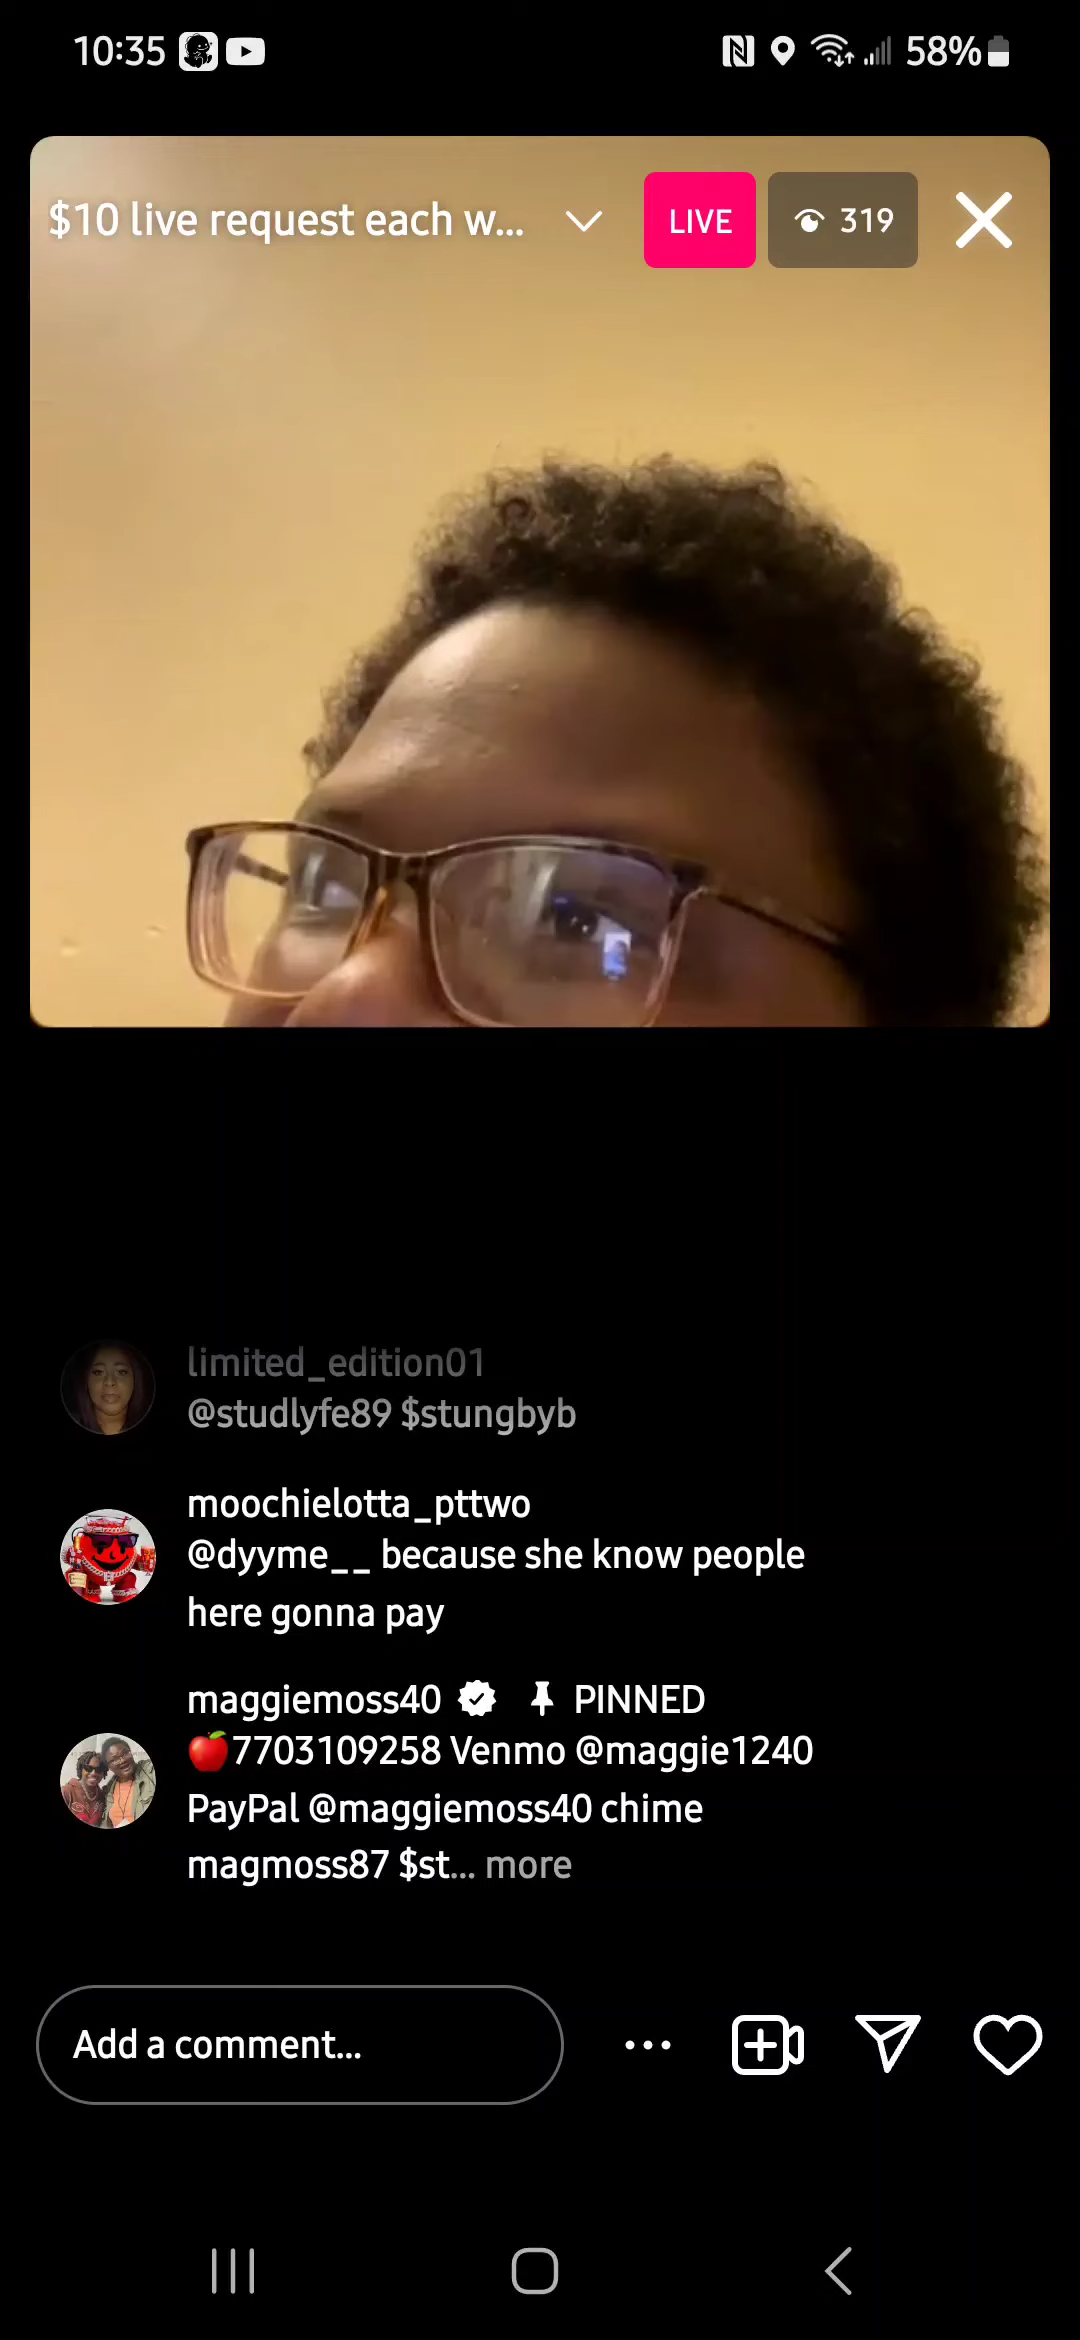 10:35
58%
$10 live request each w...
LIVE
319
limited_edition01
@studlyfe89 $stungbyb
moochielotta_pttwo
@dyyme__ because she know people
here gonna pay
maggiemoss40 PINNED
🍎7703109258 Venmo @maggie1240
PayPal @maggiemoss40 chime
magmoss87 $st... more
Add a comment...